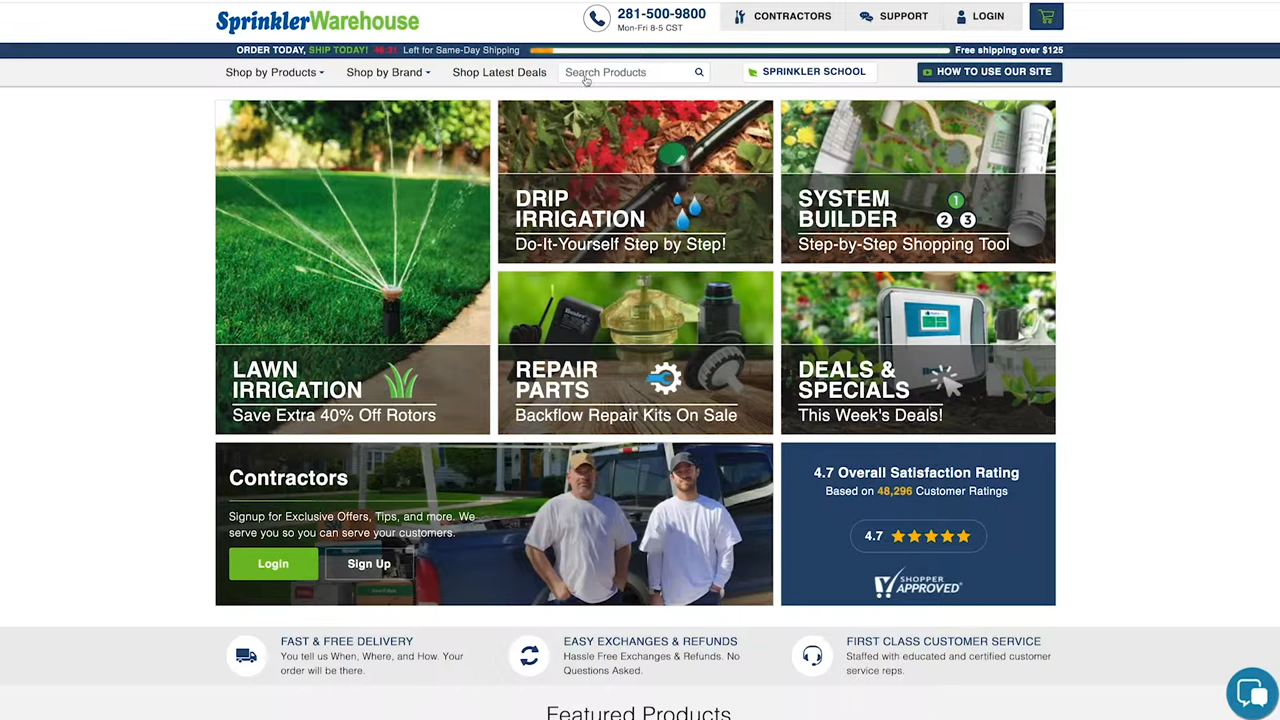 SprinklerWarehouse
281-500-9800
Mon-Fri 8-5 CST
CONTRACTORS
SUPPORT
LOGIN
ORDER TODAY, SHIP TODAY! Left for Same-Day Shipping
Free shipping over $125
Shop by Products
Shop by Brand
Shop Latest Deals
Search Products
SPRINKLER SCHOOL
HOW TO USE OUR SITE
LAWN
IRRIGATION
Save Extra 40% Off Rotors
DRIP
IRRIGATION
Do-It-Yourself Step by Step!
SYSTEM
BUILDER
1
2 3
Step-by-Step Shopping Tool
REPAIR
PARTS
Backflow Repair Kits On Sale
DEALS &
SPECIALS
This Week's Deals!
Contractors
Signup for Exclusive Offers, Tips, and more. We
serve you so you can serve your customers.
Login
Sign Up
4.7 Overall Satisfaction Rating
Based on 48,296 Customer Ratings
4.7
SHOPPER
APPROVED
FAST & FREE DELIVERY
You tell us When, Where, and How. Your
order will be there.
EASY EXCHANGES & REFUNDS
Hassle Free Exchanges & Refunds. No
Questions Asked.
FIRST CLASS CUSTOMER SERVICE
Staffed with educated and certified customer
service reps.
Featured Products